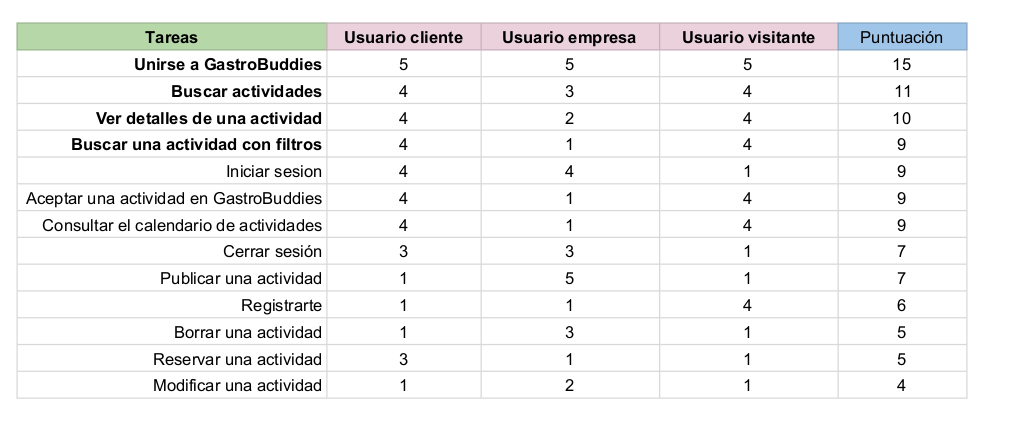 Tareas Usuario cliente Usuario empresa Usuario visitante Puntuación
Unirse a GastroBuddies 5 5 5 15
Buscar actividades 4 3 4 11
Ver detalles de una actividad 4 2 4 10
Buscar una actividad con filtros 4 1 4 9
Iniciar sesion 4 4 1 9
Aceptar una actividad en GastroBuddies 4 1 4 9
Consultar el calendario de actividades 4 1 4 9
Cerrar sesión 3 3 1 7
Publicar una actividad 1 5 1 7
Registrarte 1 1 4 6
Borrar una actividad 1 3 1 5
Reservar una actividad 3 1 1 5
Modificar una actividad 1 2 1 4